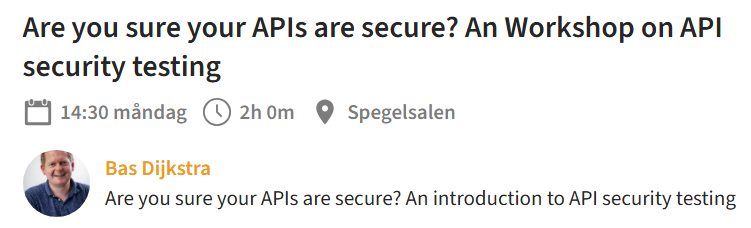 Are you sure your APIs are secure? An Workshop on API
security testing
14:30 måndag 2h 0m Spegelsalen
Bas Dijkstra
Are you sure your APIs are secure? An introduction to API security testing